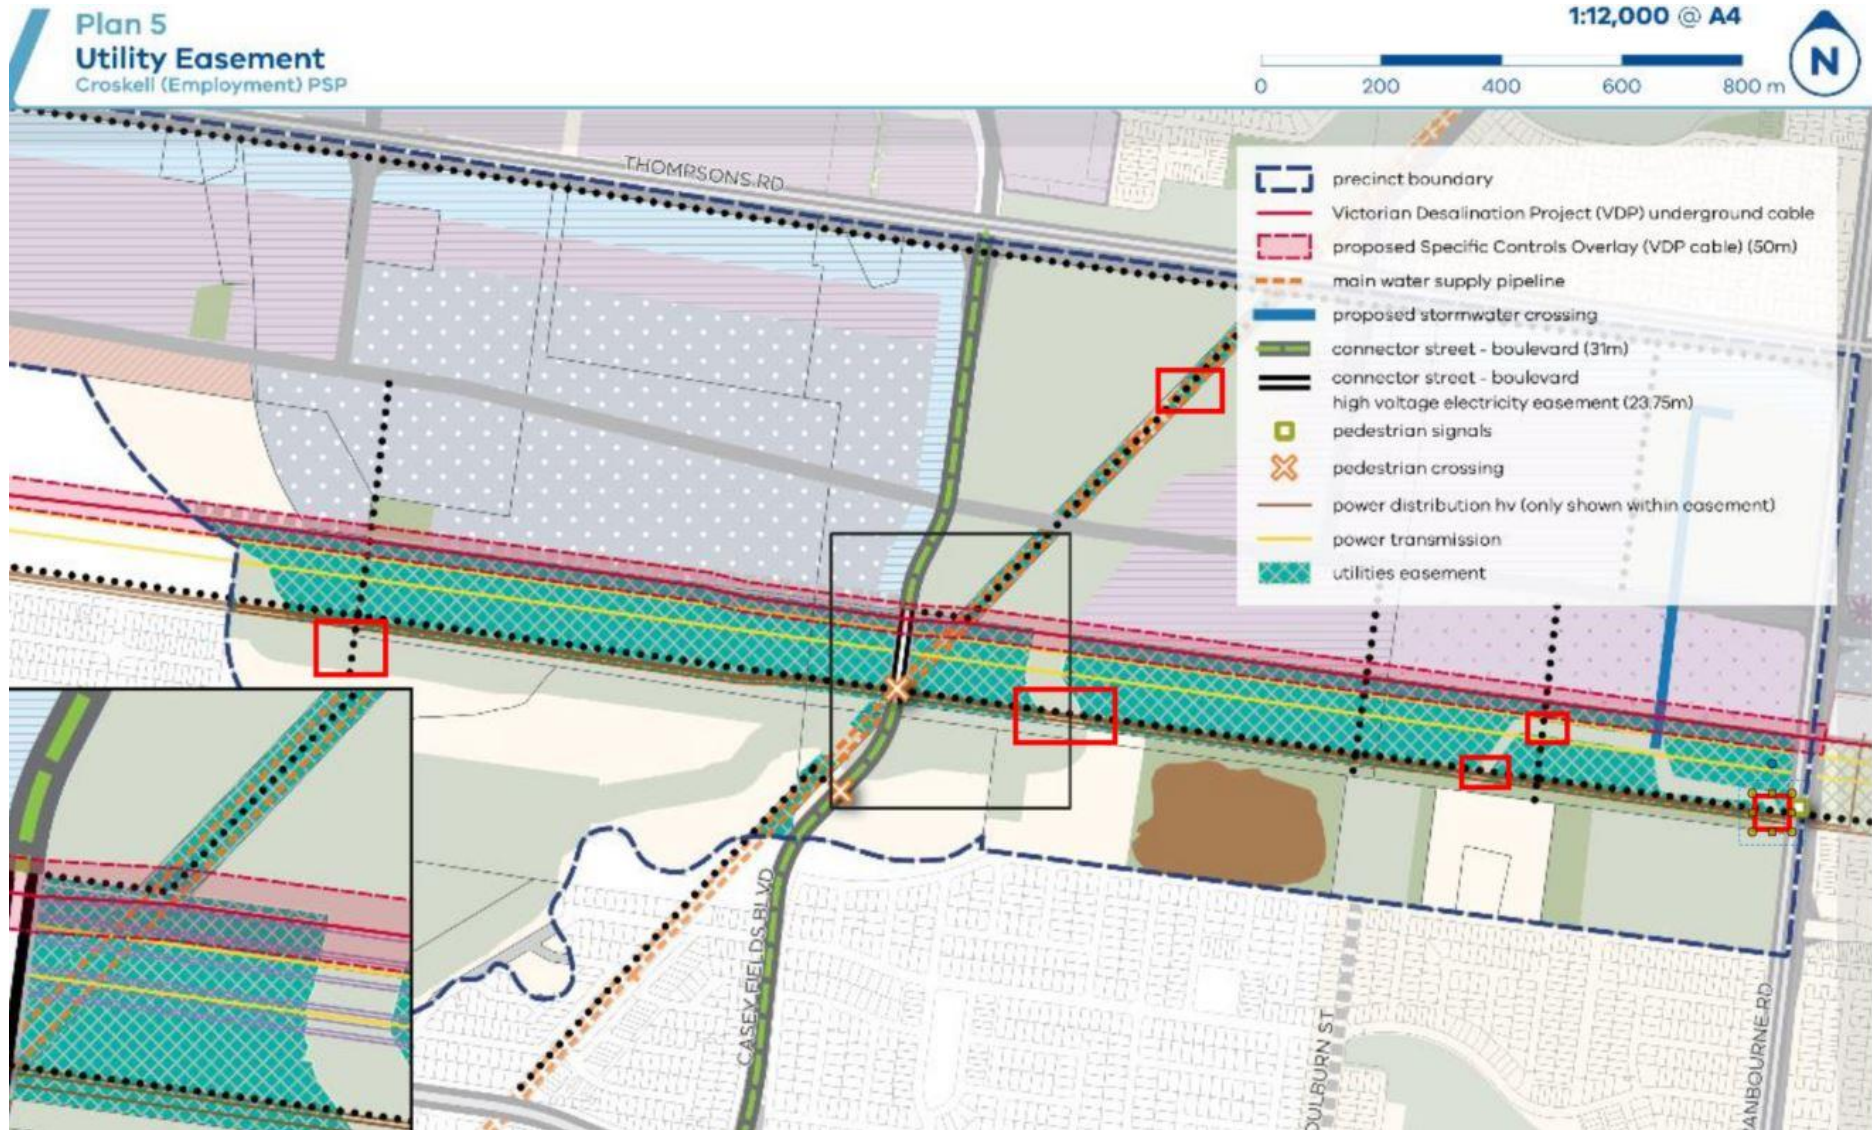 Plan 5
Utility Easement
Croskell (Employment) PSP
1:12,000 @ A4
N
0 200 400 600 800 m
THOMPSONS RD
precinct boundary
Victorian Desalination Project (VDP) underground cable
proposed Specific Controls Overlay (VDP cable) (50m)
main water supply pipeline
proposed stormwater crossing
connector street - boulevard (31m)
connector street - boulevard
high voltage electricity easement (23.75m)
pedestrian signals
pedestrian crossing
power distribution hv (only shown within easement)
power transmission
utilities easement
CASEY FIELDS BLVD
OULBURN ST
ANBOURNE RD